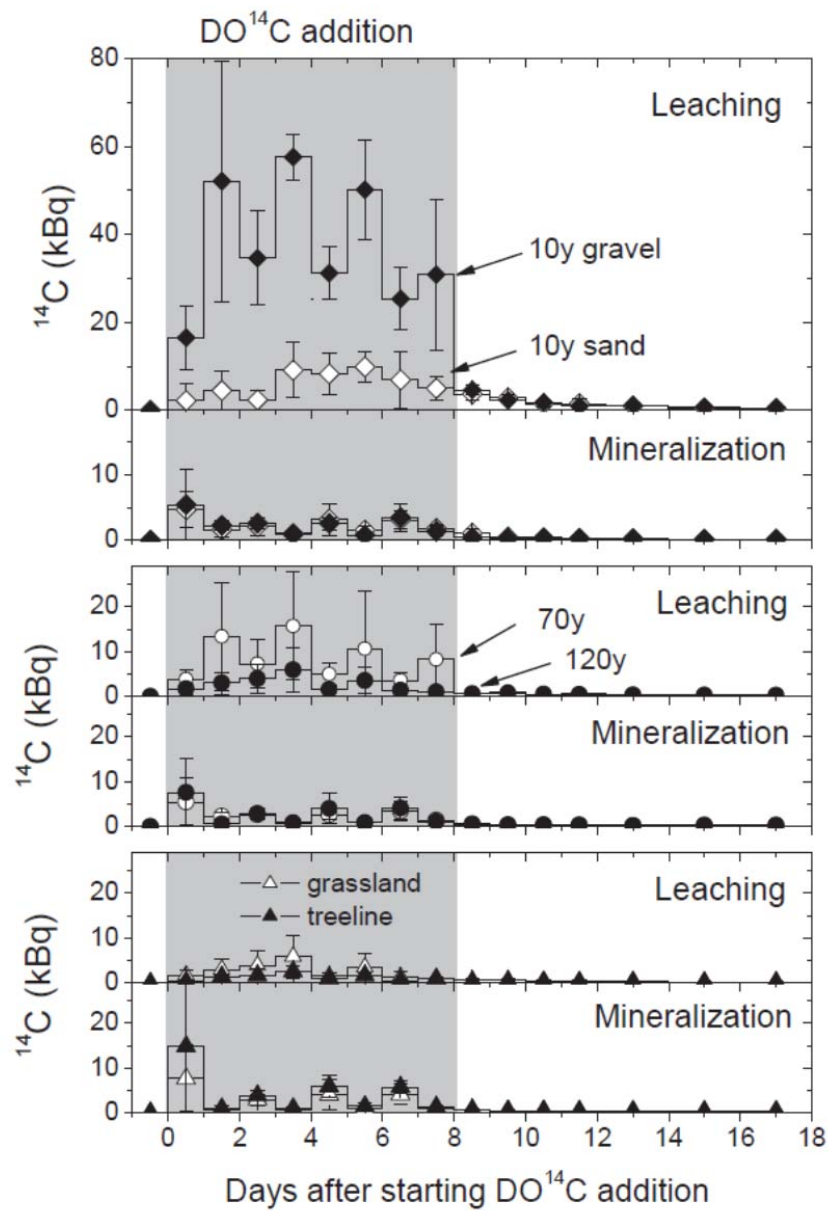 DO¹⁴C addition
80
60
40
20
0
¹⁴C (kBq)
Leaching
10y gravel
10y sand
10
0
Mineralization
20
10
0
¹⁴C (kBq)
Leaching
70y
120y
20
10
0
Mineralization
20
10
0
¹⁴C (kBq)
grassland
treeline
Leaching
20
10
0
Mineralization
0 2 4 6 8 10 12 14 16 18
Days after starting DO¹⁴C addition